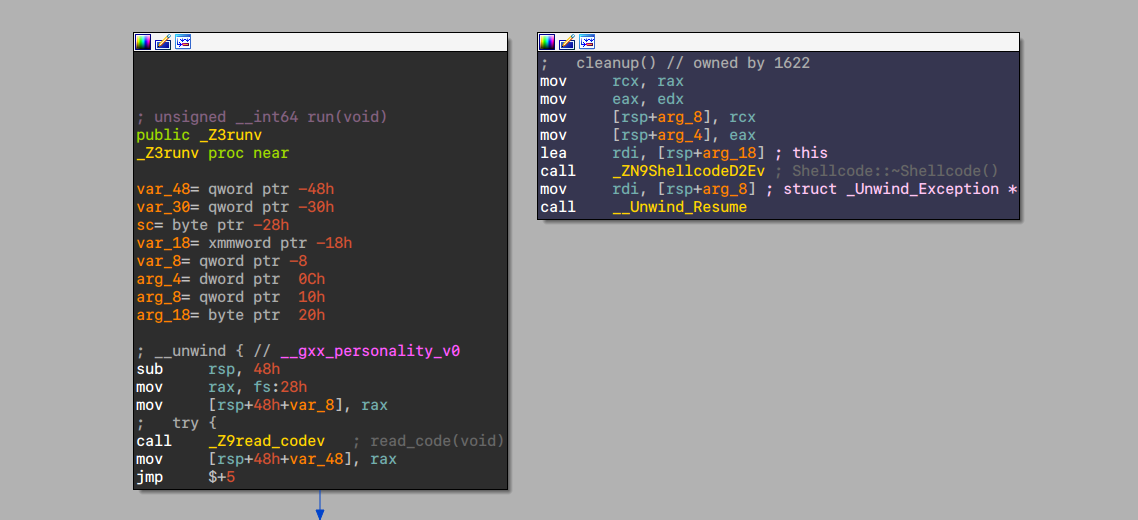 ; unsigned __int64 run(void)
public _Z3runv
_Z3runv proc near
var_48= qword ptr -48h
var_30= qword ptr -30h
sc= byte ptr -28h
var_18= xmmword ptr -18h
var_8= qword ptr -8
arg_4= dword ptr  0Ch
arg_8= qword ptr  10h
arg_18= byte ptr  20h
; __unwind { // __gxx_personality_v0
sub     rsp, 48h
mov     rax, fs:28h
mov     [rsp+48h+var_8], rax
;   try {
call    _Z9read_codev   ; read_code(void)
mov     [rsp+48h+var_48], rax
jmp     $+5
;   cleanup() // owned by 1622
mov     rcx, rax
mov     eax, edx
mov     [rsp+arg_8], rcx
mov     [rsp+arg_4], eax
lea     rdi, [rsp+arg_18] ; this
call    _ZN9ShellcodeD2Ev ; Shellcode::~Shellcode()
mov     rdi, [rsp+arg_8] ; struct _Unwind_Exception *
call    __Unwind_Resume